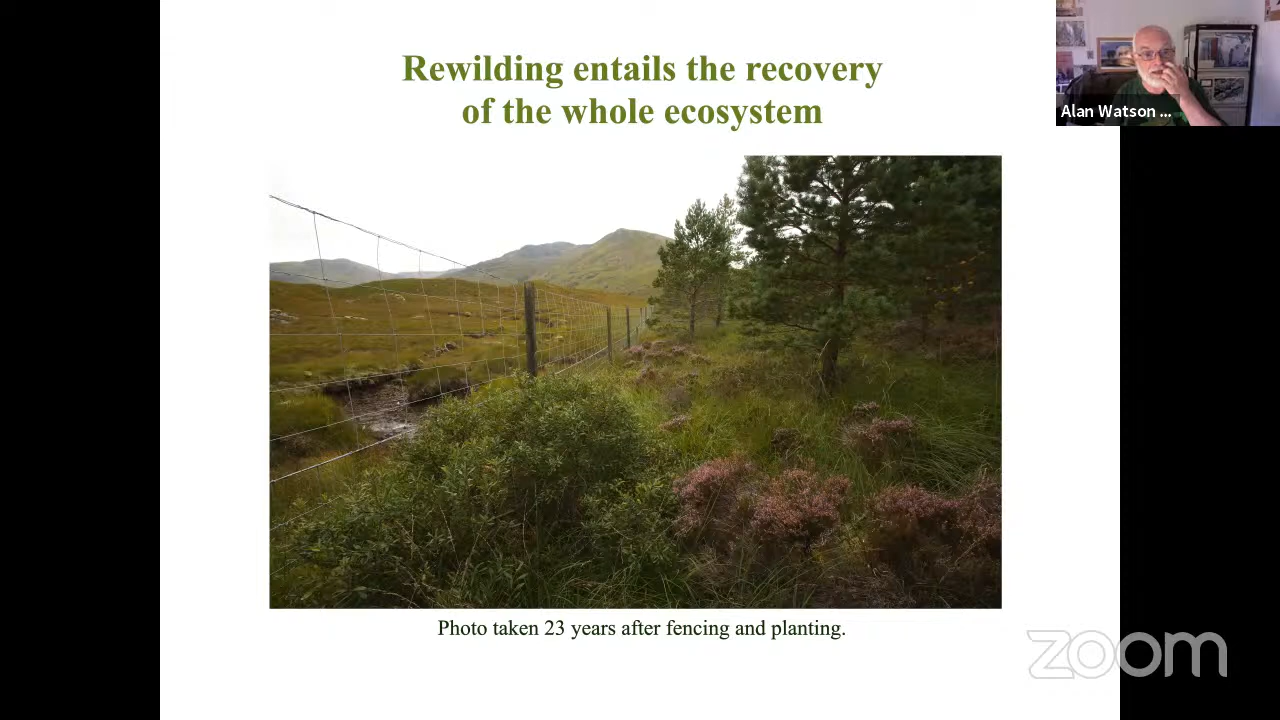 Rewilding entails the recovery
of the whole ecosystem
Alan Watson ...
Photo taken 23 years after fencing and planting.
zoom